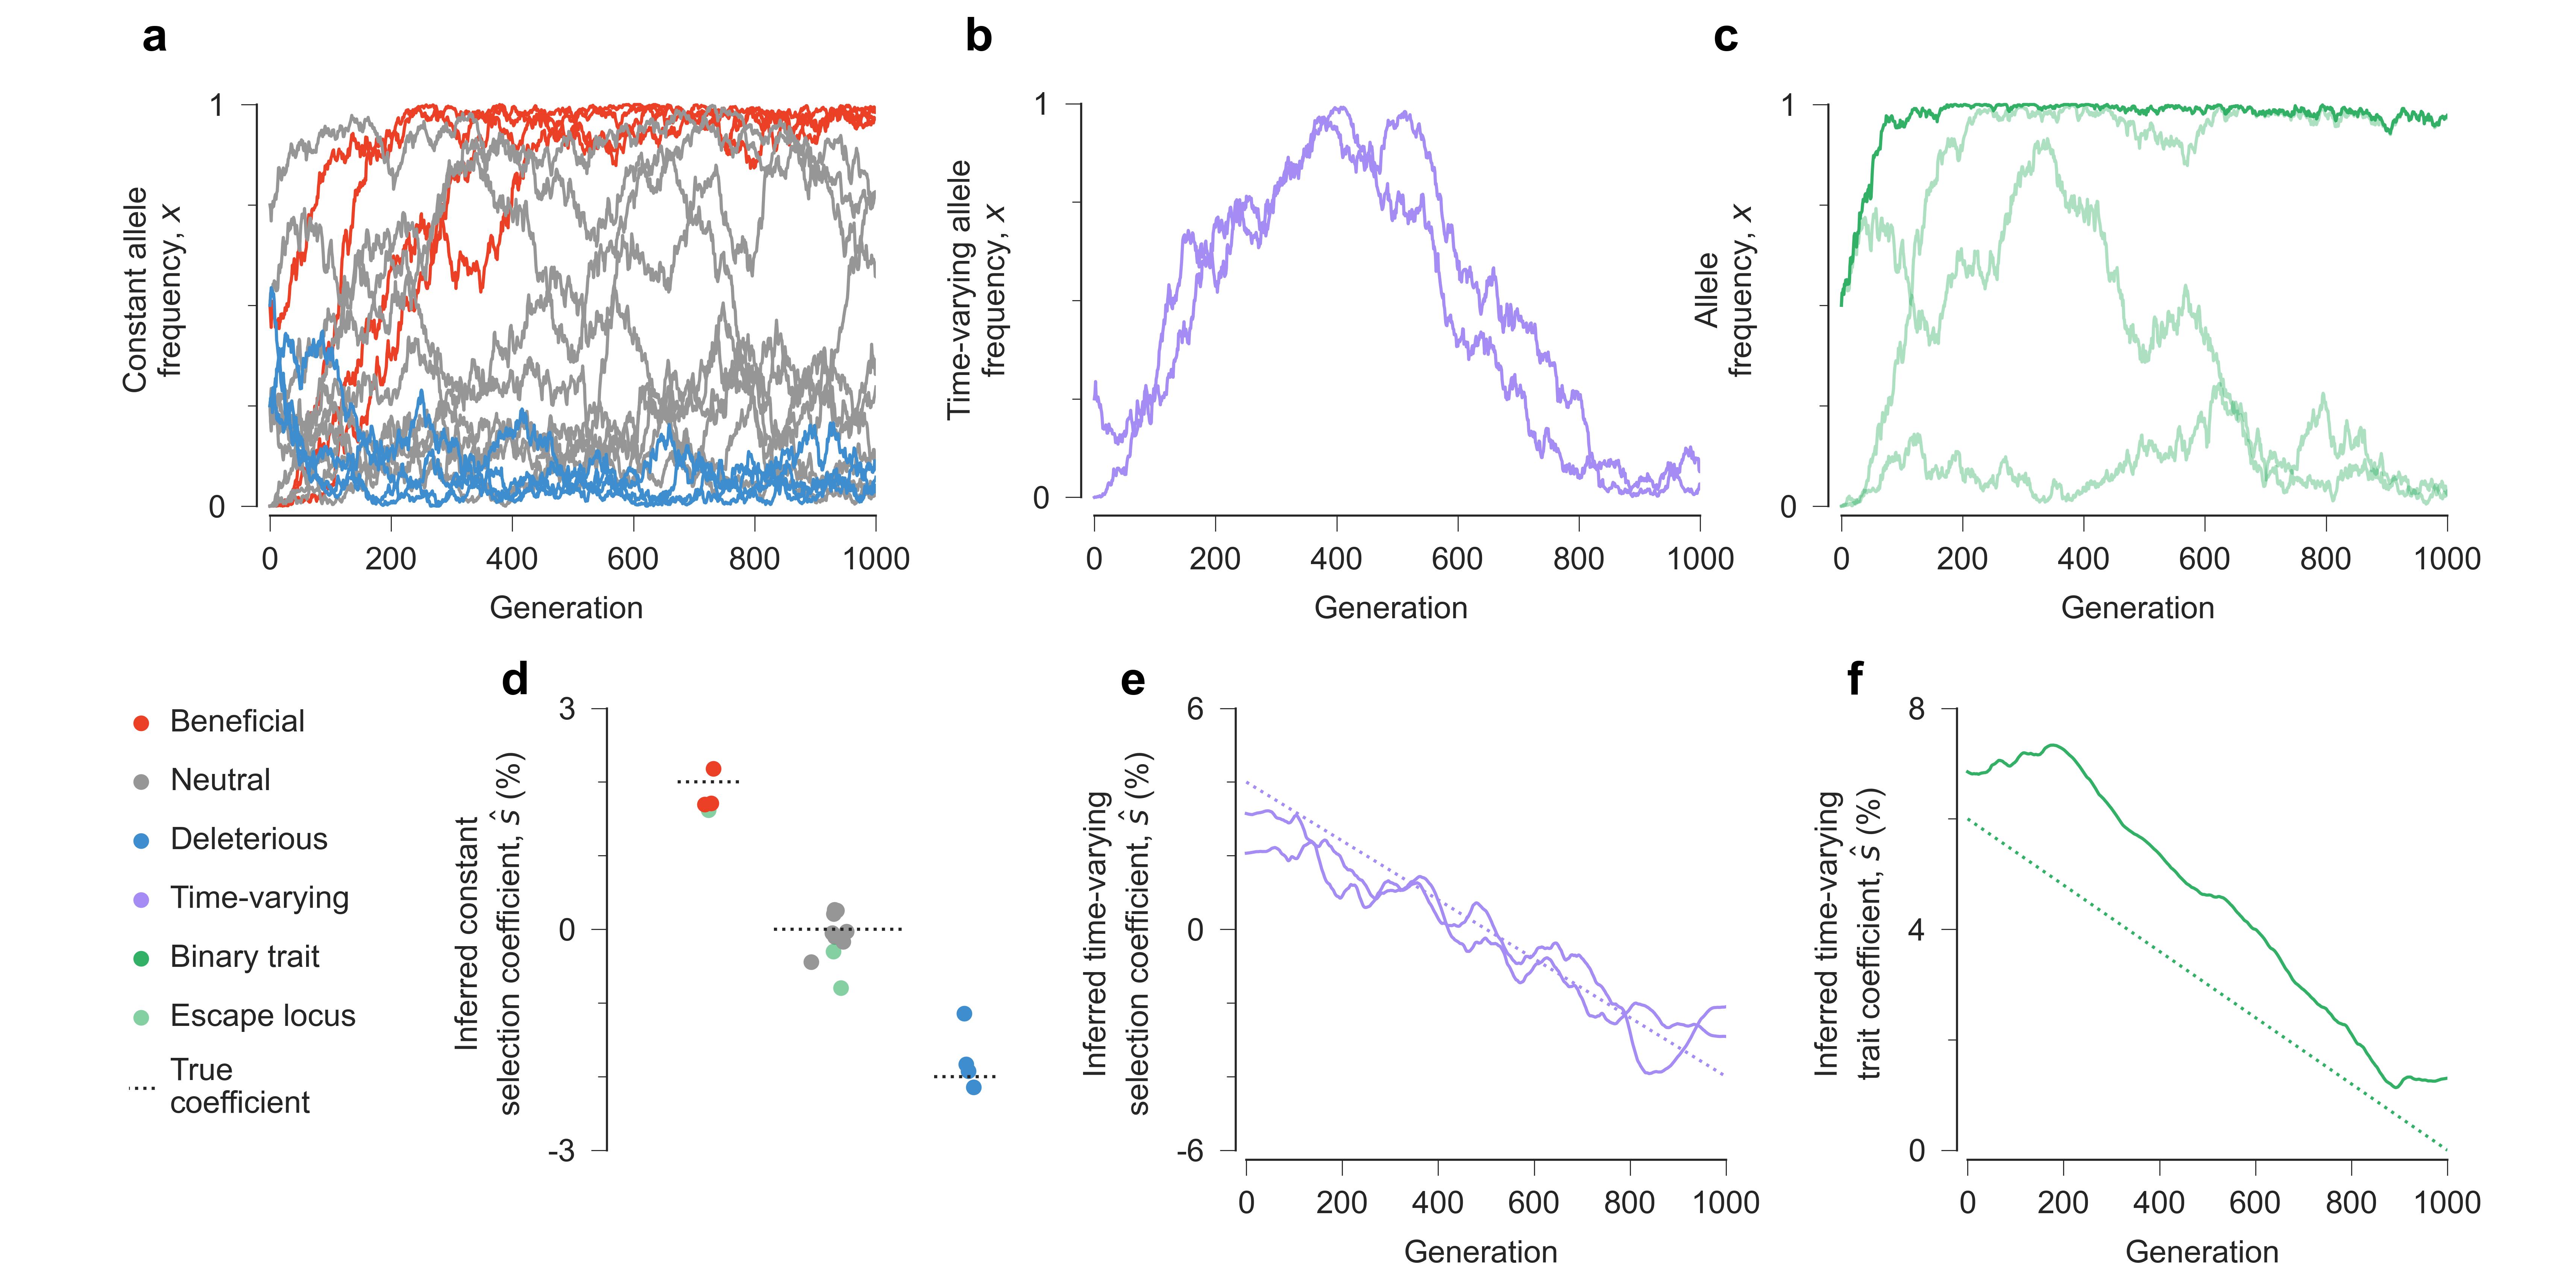 a
b
c
1
0
Constant allele
frequency, x
0 200 400 600 800 1000
Generation
1
0
Time-varying allele
frequency, x
0 200 400 600 800 1000
Generation
1
0
Allele
frequency, x
0 200 400 600 800 1000
Generation
Beneficial
Neutral
Deleterious
Time-varying
Binary trait
Escape locus
True
coefficient
d
3
0
-3
Inferred constant
selection coefficient, ŝ (%)
e
6
0
-6
Inferred time-varying
selection coefficient, ŝ (%)
0 200 400 600 800 1000
Generation
f
8
4
0
Inferred time-varying
trait coefficient, ŝ (%)
0 200 400 600 800 1000
Generation